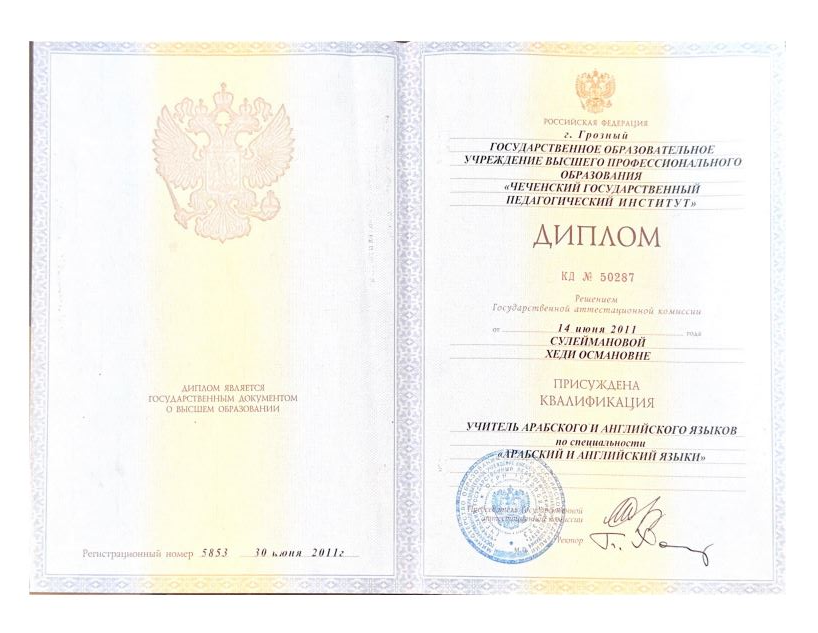 ДИПЛОМ ЯВЛЯЕТСЯ
ГОСУДАРСТВЕННЫМ ДОКУМЕНТОМ
О ВЫСШЕМ ОБРАЗОВАНИИ
Регистрационный номер 5853 30 июня 2011г
РОССИЙСКАЯ ФЕДЕРАЦИЯ
г. Грозный
ГОСУДАРСТВЕННОЕ ОБРАЗОВАТЕЛЬНОЕ
УЧРЕЖДЕНИЕ ВЫСШЕГО ПРОФЕССИОНАЛЬНОГО
ОБРАЗОВАНИЯ
«ЧЕЧЕНСКИЙ ГОСУДАРСТВЕННЫЙ
ПЕДАГОГИЧЕСКИЙ ИНСТИТУТ»
ДИПЛОМ
КД № 50287
Решением
Государственной аттестационной комиссии
от 14 июня 2011 года
СУЛЕЙМАНОВОЙ
ХЕДИ ОСМАНОВНЕ
ПРИСУЖДЕНА
КВАЛИФИКАЦИЯ
УЧИТЕЛЬ АРАБСКОГО И АНГЛИЙСКОГО ЯЗЫКОВ
по специальности
«АРАБСКИЙ И АНГЛИЙСКИЙ ЯЗЫКИ»
Председатель Государственной
аттестационной комиссии
Ректор
М.П.